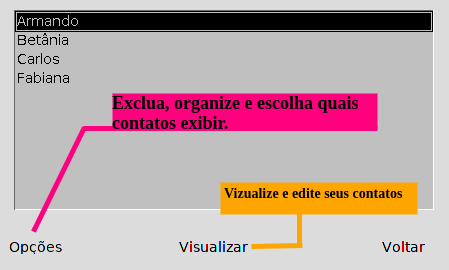 Armando
Betânia
Carlos
Fabiana
Exclua, organize e escolha quais
contatos exibir.
Vizualize e edite seus contatos
Opções Visualizar Voltar